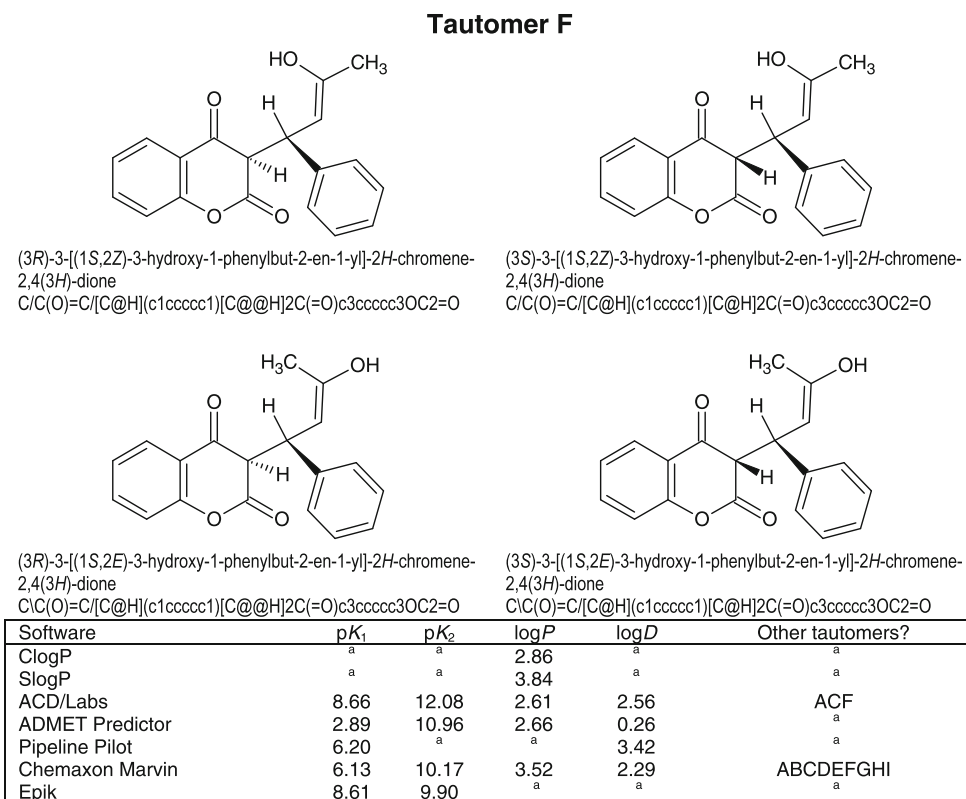 Tautomer F
HO CH3
O H
H
O O
(3R)-3-[(1S,2Z)-3-hydroxy-1-phenylbut-2-en-1-yl]-2H-chromene-
2,4(3H)-dione
C/C(O)=C/[C@H](c1ccccc1)[C@@H]2C(=O)c3ccccc3OC2=O
HO CH3
O H
H
O O
(3S)-3-[(1S,2Z)-3-hydroxy-1-phenylbut-2-en-1-yl]-2H-chromene-
2,4(3H)-dione
C/C(O)=C/[C@H](c1ccccc1)[C@H]2C(=O)c3ccccc3OC2=O
H3C OH
O H
H
O O
(3R)-3-[(1S,2E)-3-hydroxy-1-phenylbut-2-en-1-yl]-2H-chromene-
2,4(3H)-dione
C\C(O)=C/[C@H](c1ccccc1)[C@@H]2C(=O)c3ccccc3OC2=O
H3C OH
O H
H
O O
(3S)-3-[(1S,2E)-3-hydroxy-1-phenylbut-2-en-1-yl]-2H-chromene-
2,4(3H)-dione
C\C(O)=C/[C@H](c1ccccc1)[C@H]2C(=O)c3ccccc3OC2=O
Software pK1 pK2 logP logD Other tautomers?
ClogP a a 2.86 a a
SlogP a a 3.84 a a
ACD/Labs 8.66 12.08 2.61 2.56 ACF
ADMET Predictor 2.89 10.96 2.66 0.26 a
Pipeline Pilot 6.20 a a 3.42 a
Chemaxon Marvin 6.13 10.17 3.52 2.29 ABCDEFGHI
Epik 8.61 9.90 a a a